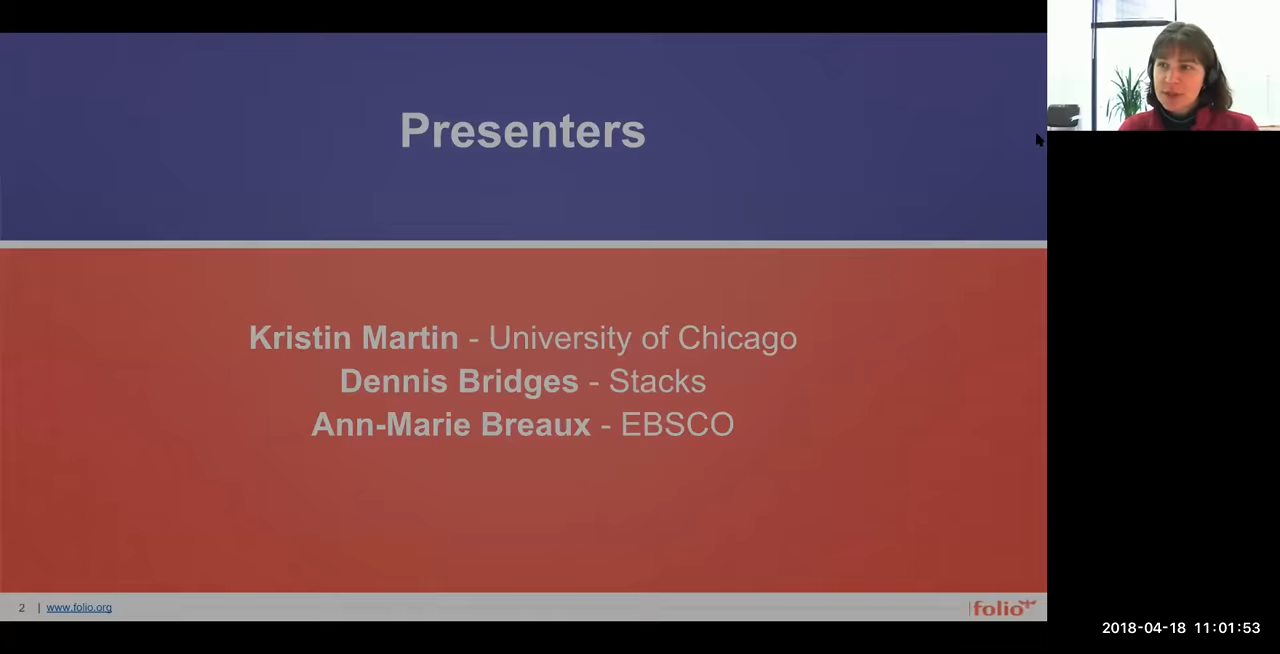 Presenters
Kristin Martin - University of Chicago
Dennis Bridges - Stacks
Ann-Marie Breaux - EBSCO
2 | www.folio.org
folio
2018-04-18 11:01:53